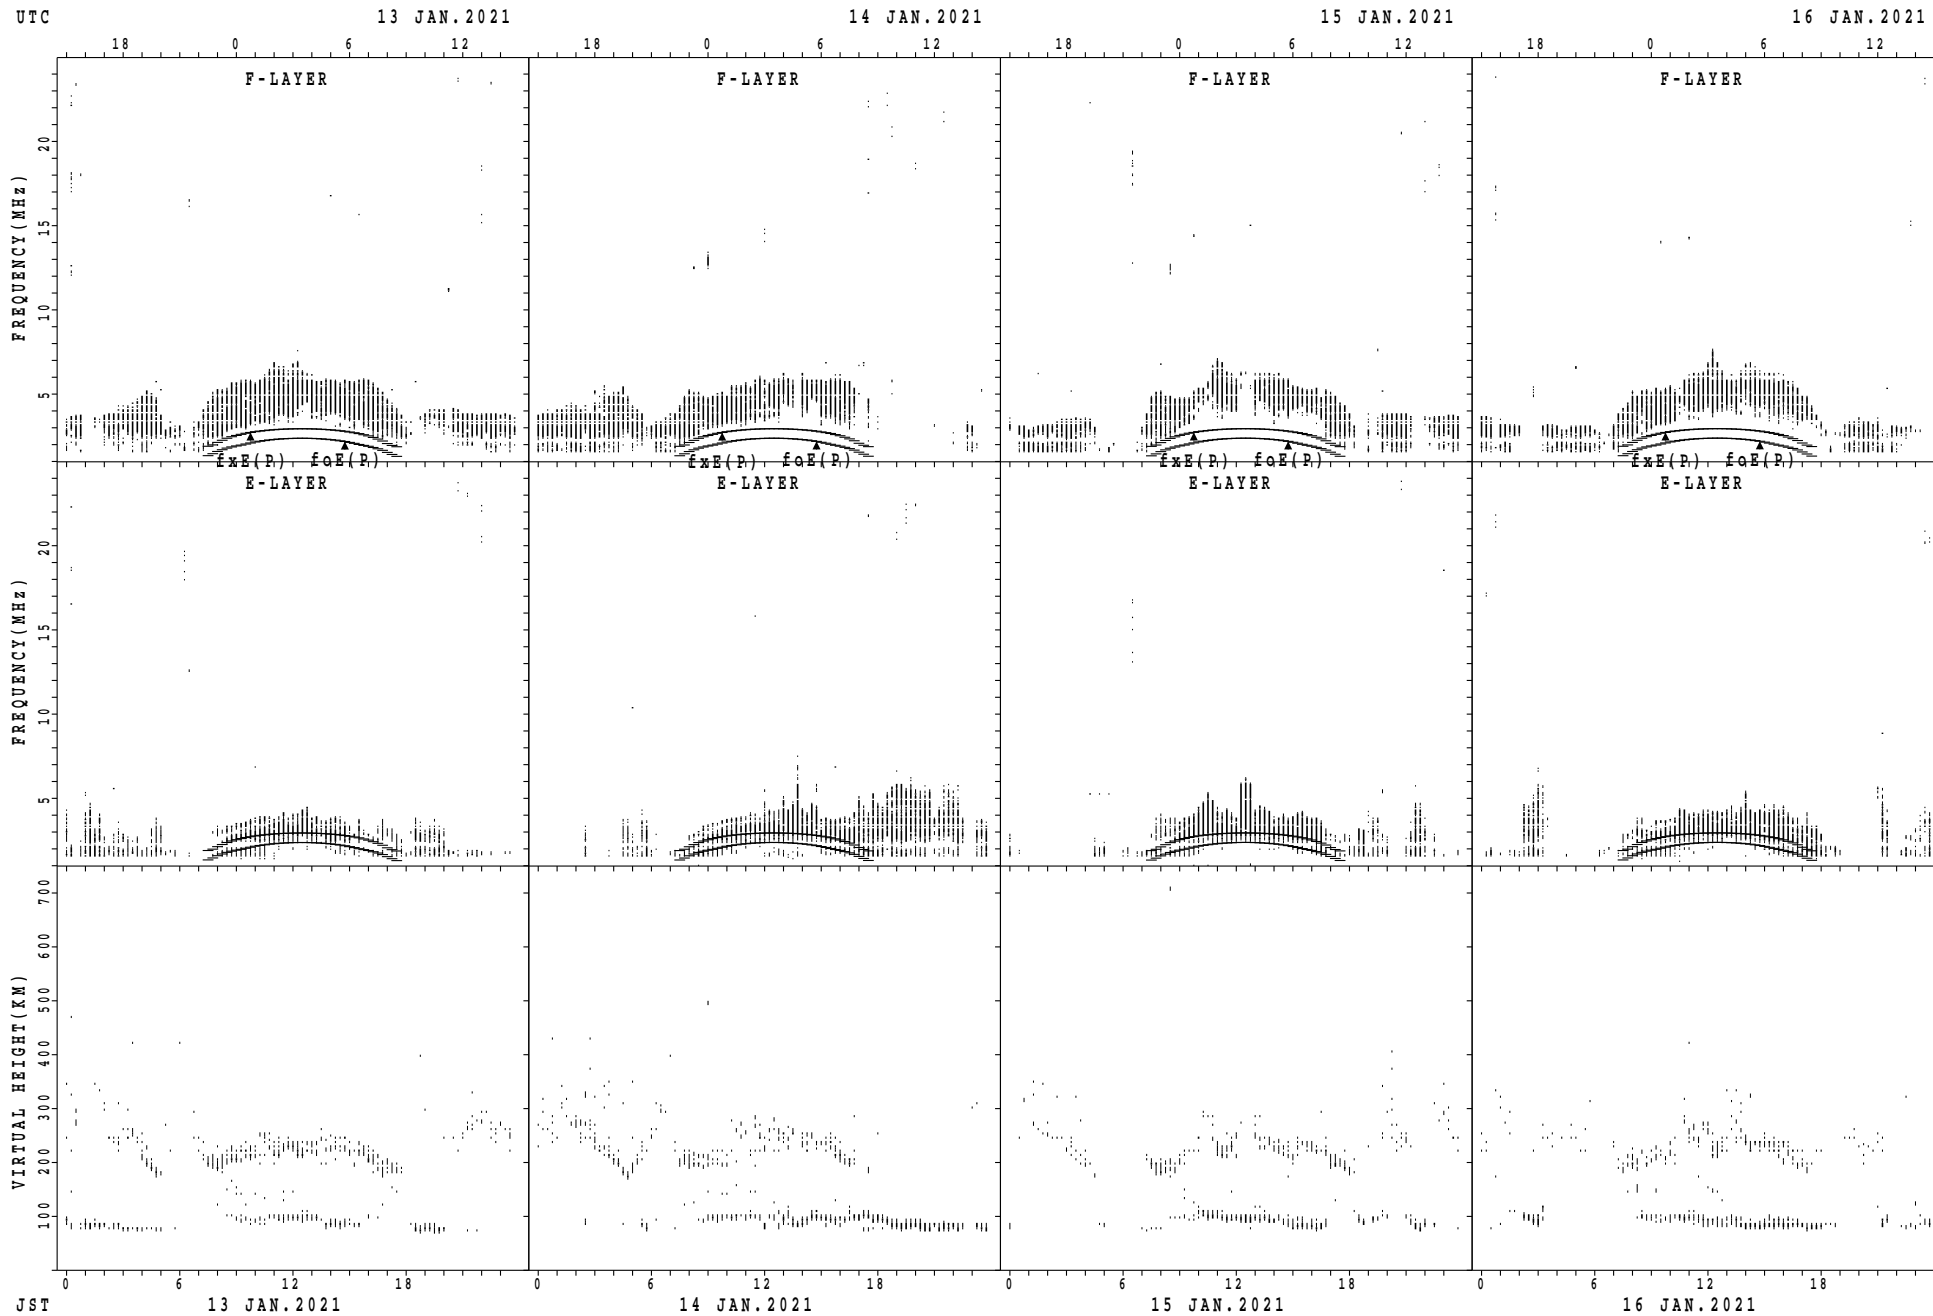 UTC 13 JAN.2021 14 JAN.2021 15 JAN.2021 16 JAN.2021
18 0 6 12 18 0 6 12 18 0 6 12 18 0 6 12
F-LAYER F-LAYER F-LAYER F-LAYER
FREQUENCY(MHz)
20
15
10
5
fxE(P) foE(P) fxE(P) foE(P) fxE(P) foE(P) fxE(P) foE(P)
E-LAYER E-LAYER E-LAYER E-LAYER
FREQUENCY(MHz)
20
15
10
5
VIRTUAL HEIGHT(KM)
700
600
500
400
300
200
100
0 6 12 18 0 6 12 18 0 6 12 18 0 6 12 18
JST 13 JAN.2021 14 JAN.2021 15 JAN.2021 16 JAN.2021